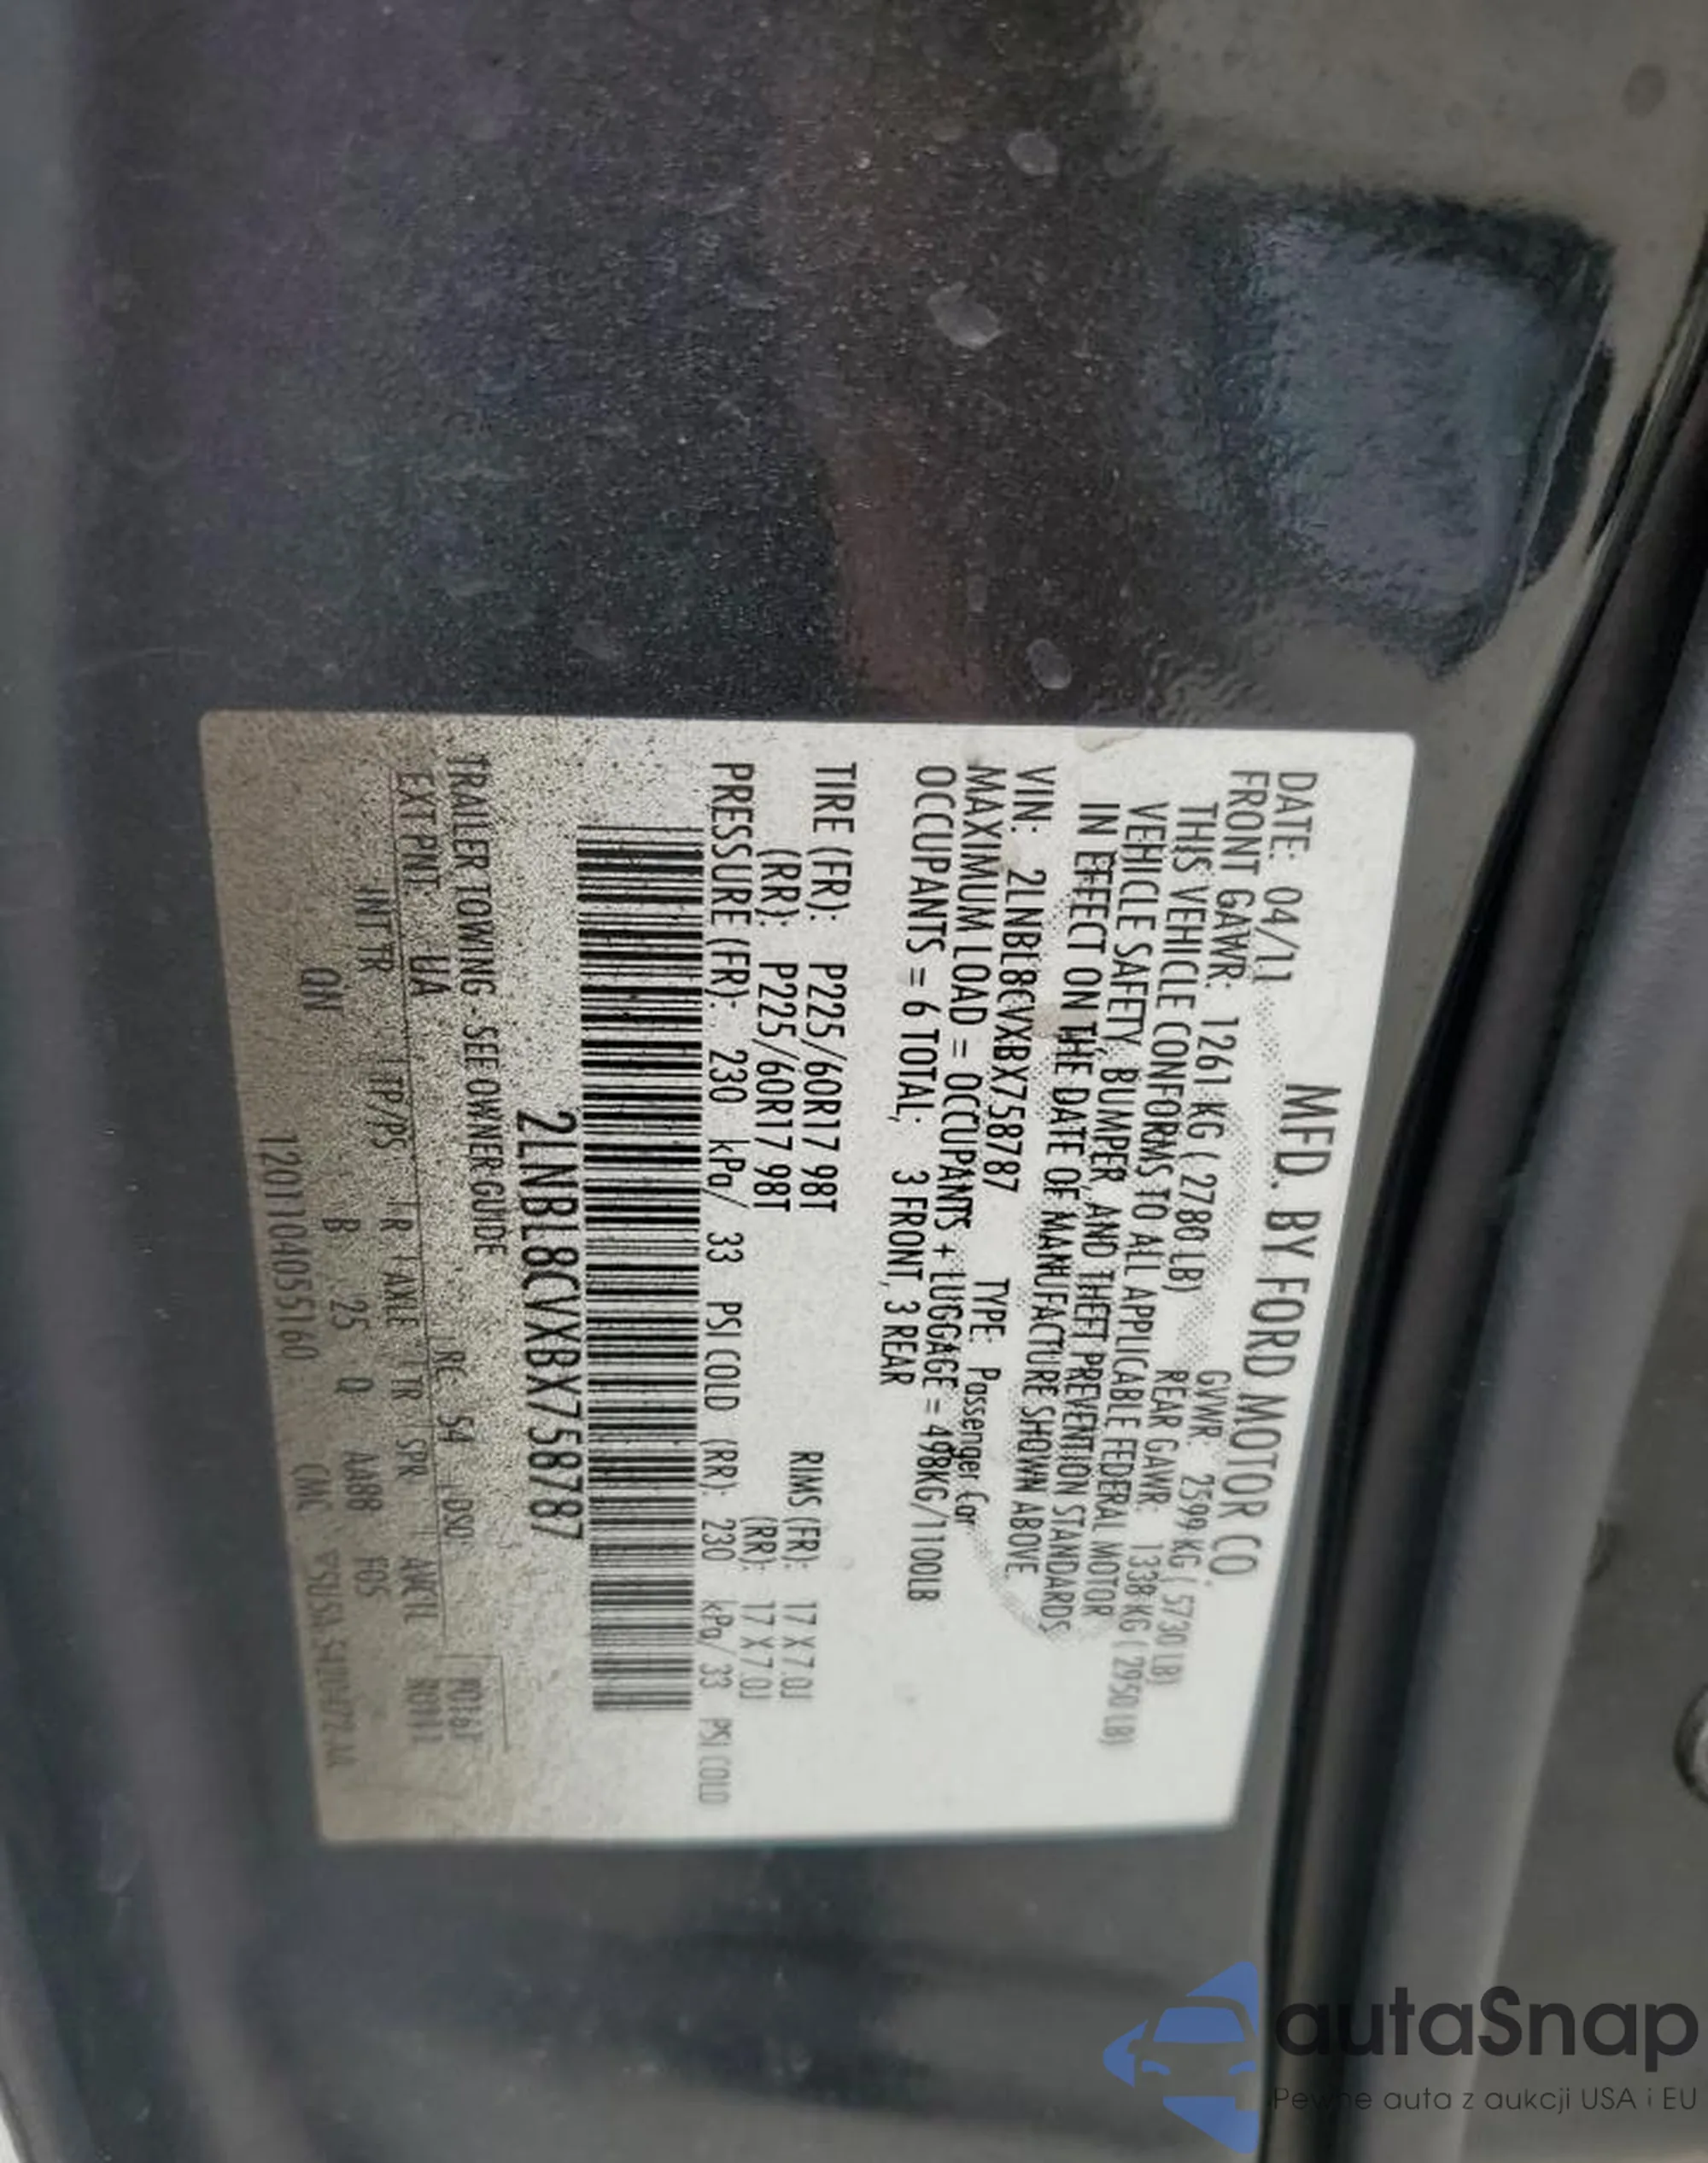 MFD. BY FORD MOTOR CO.
DATE: 04/11 GVWR: 2599 KG ( 5730 LB)
FRONT GAWR: 1261 KG ( 2780 LB) REAR GAWR: 1338 KG ( 2950 LB)
THIS VEHICLE CONFORMS TO ALL APPLICABLE FEDERAL MOTOR
VEHICLE SAFETY, BUMPER, AND THEFT PREVENTION STANDARDS
IN EFFECT ON THE DATE OF MANUFACTURE SHOWN ABOVE.
VIN: 2LNBL8CVXBX758787 TYPE: Passenger Car
MAXIMUM LOAD = OCCUPANTS + LUGGAGE = 498KG/1100LB
OCCUPANTS = 6 TOTAL; 3 FRONT, 3 REAR
TIRE (FR): P225/60R17 98T RIMS (FR): 17 X 7.0J
(RR): P225/60R17 98T (RR): 17 X 7.0J
PRESSURE (FR): 230 kPa/ 33 PSI COLD (RR): 230 kPa/ 33 PSI COLD
2LNBL8CVXBX758787
TRAILER TOWING - SEE OWNER GUIDE
EXT PNT: UA RC: 54 DSO:
INT TR TP/PS R AXLE TR SPR
QN B 25 Q AA88 F05
1201104055160
autaSnap
Pewne auta z aukcji USA i EU